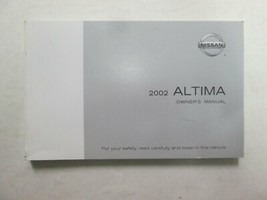 NISSAN
2002 ALTIMA
OWNER'S MANUAL
For your safety, read carefully and keep in this vehicle